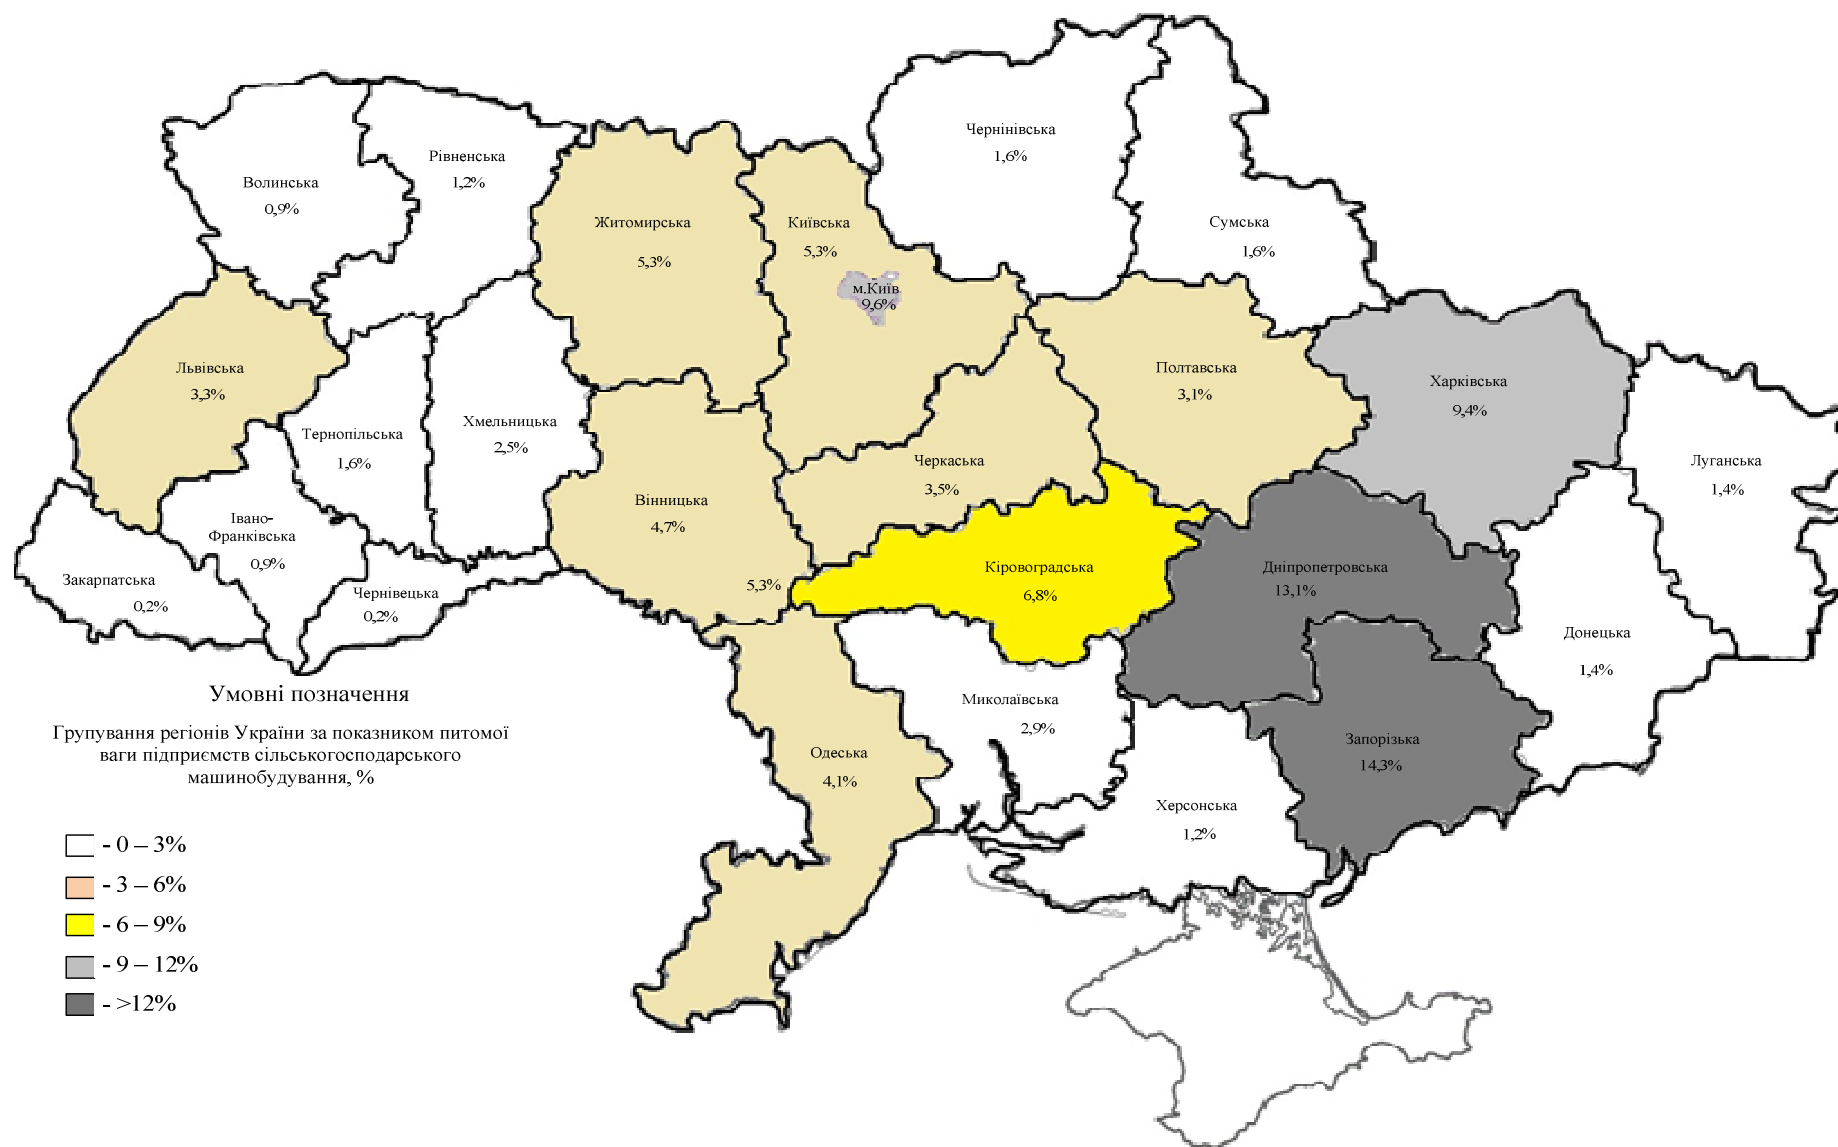 Чернінівська
1,6%
Рівненська
1,2%
Волинська
0,9%
Житомирська
5,3%
Київська
5,3%
м.Київ
9,6%
Сумська
1,6%
Львівська
3,3%
Полтавська
3,1%
Харківська
9,4%
Хмельницька
2,5%
Тернопільська
1,6%
Черкаська
3,5%
Луганська
1,4%
Вінницька
4,7%
5,3%
Івано-
Франківська
0,9%
Закарпатська
0,2%
Чернівецька
0,2%
Кіровоградська
6,8%
Дніпропетровська
13,1%
Донецька
1,4%
Миколаївська
2,9%
Запорізька
14,3%
Одеська
4,1%
Херсонська
1,2%
Умовні позначення
Групування регіонів України за показником питомої
ваги підприємств сільськогосподарського
машинобудування, %
- 0 – 3%
- 3 – 6%
- 6 – 9%
- 9 – 12%
- >12%